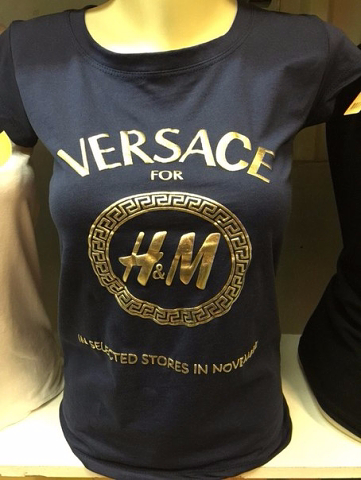 VERSACE
FOR
H&M
IN SELECTED STORES IN NOVEMBER